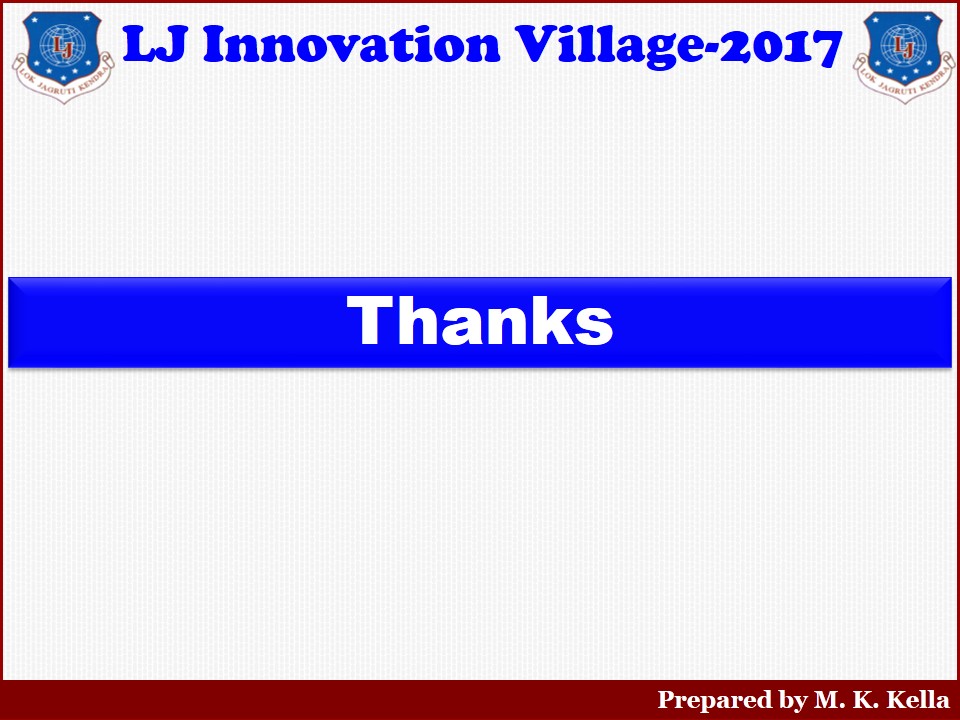 LJ Innovation Village-2017
LJ
LOK JAGRUTI KENDRA
LJ
LOK JAGRUTI KENDRA
Thanks
Prepared by M. K. Kella